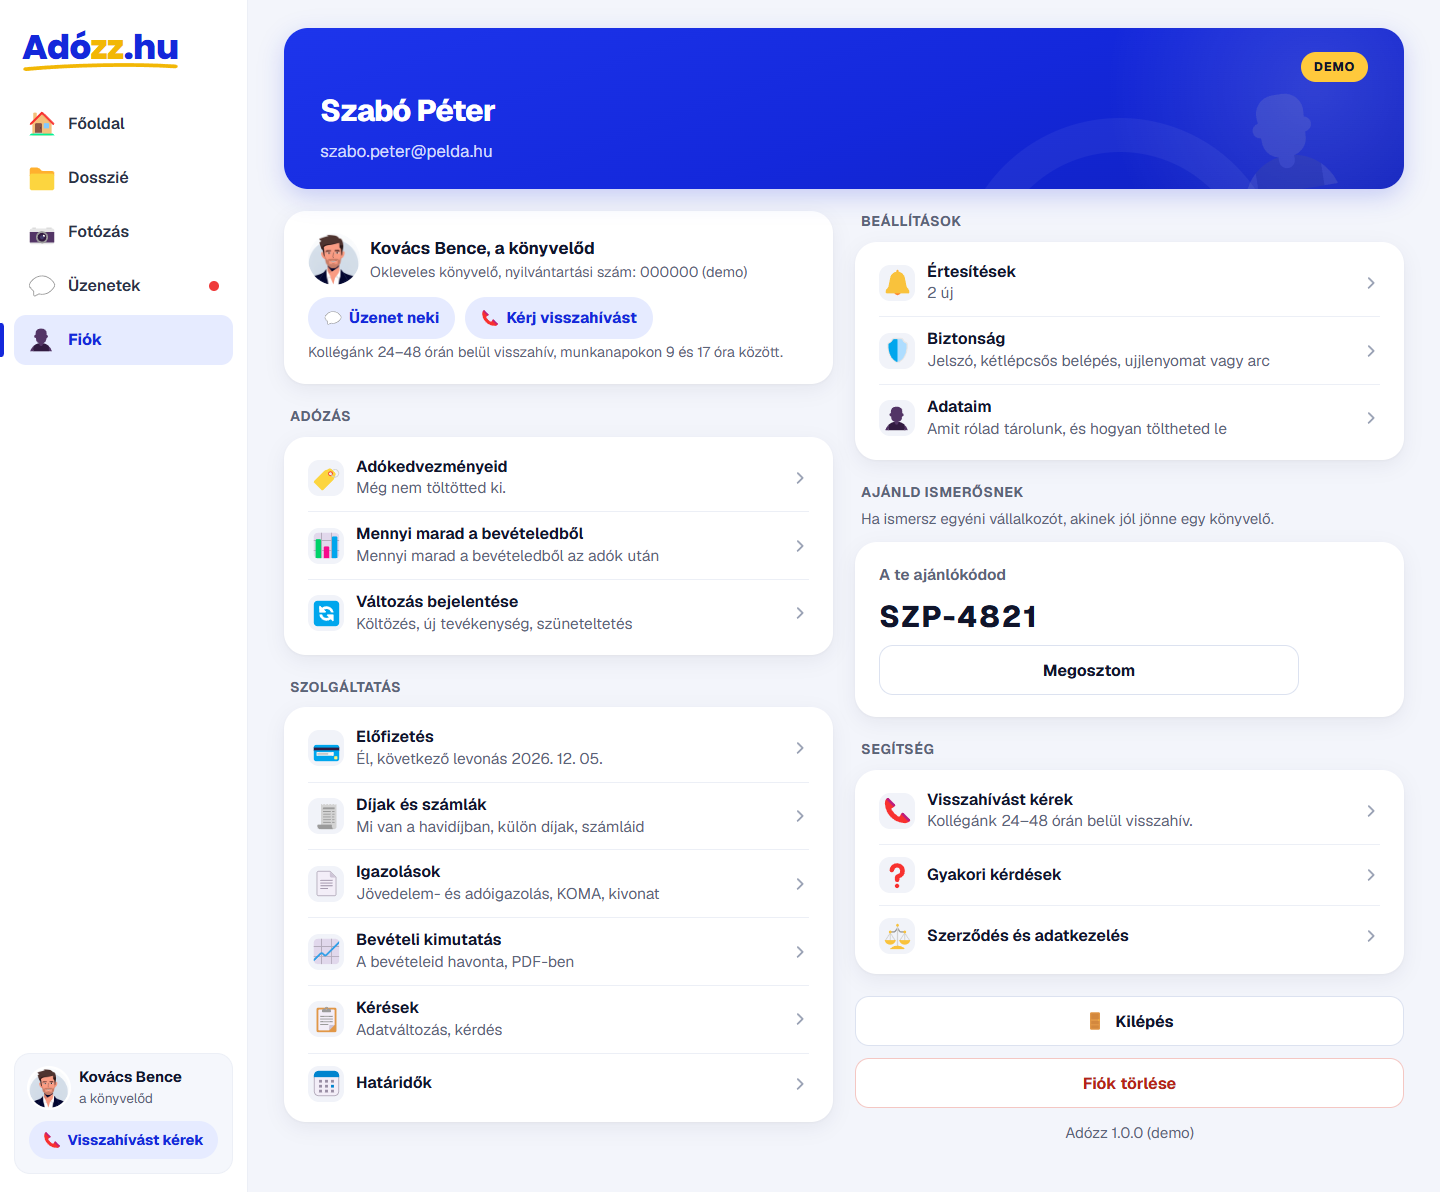 Adózz.hu
Főoldal
Dosszié
Fotózás
Üzenetek
Fiók
Kovács Bence
a könyvelőd
Visszahívást kérek
DEMO
Szabó Péter
szabo.peter@pelda.hu
Kovács Bence, a könyvelőd
Okleveles könyvelő, nyilvántartási szám: 000000 (demo)
Üzenet neki
Kérj visszahívást
Kollégánk 24–48 órán belül visszahív, munkanapokon 9 és 17 óra között.
ADÓZÁS
Adókedvezményeid
Még nem töltötted ki.
Mennyi marad a bevételedből
Mennyi marad a bevételedből az adók után
Változás bejelentése
Költözés, új tevékenység, szüneteltetés
SZOLGÁLTATÁS
Előfizetés
Él, következő levonás 2026. 12. 05.
Díjak és számlák
Mi van a havidíjban, külön díjak, számláid
Igazolások
Jövedelem- és adóigazolás, KOMA, kivonat
Bevételi kimutatás
A bevételeid havonta, PDF-ben
Kérések
Adatváltozás, kérdés
Határidők
BEÁLLÍTÁSOK
Értesítések
2 új
Biztonság
Jelszó, kétlépcsős belépés, ujjlenyomat vagy arc
Adataim
Amit rólad tárolunk, és hogyan töltheted le
AJÁNLD ISMERŐSNEK
Ha ismersz egyéni vállalkozót, akinek jól jönne egy könyvelő.
A te ajánlókódod
SZP-4821
Megosztom
SEGÍTSÉG
Visszahívást kérek
Kollégánk 24–48 órán belül visszahív.
Gyakori kérdések
Szerződés és adatkezelés
Kilépés
Fiók törlése
Adózz 1.0.0 (demo)